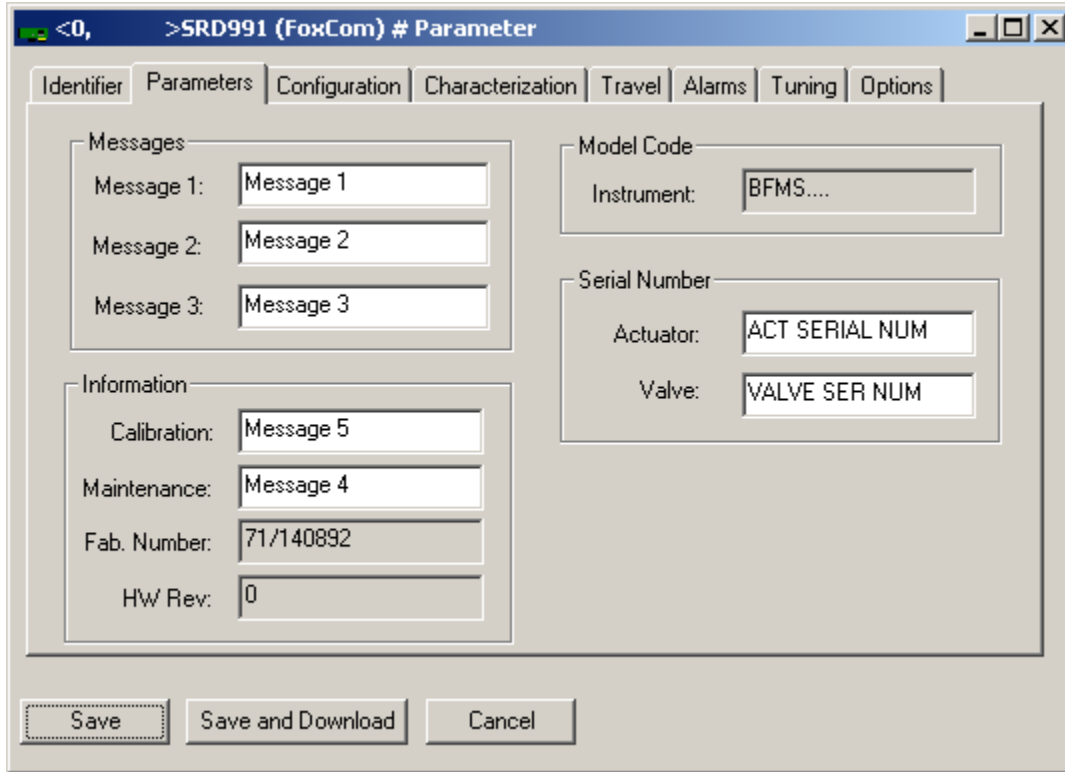 <0,        >SRD991 (FoxCom) # Parameter
Identifier Parameters Configuration Characterization Travel Alarms Tuning Options
Messages
Message 1: Message 1
Message 2: Message 2
Message 3: Message 3
Information
Calibration: Message 5
Maintenance: Message 4
Fab. Number: 71/140892
HW Rev: 0
Model Code
Instrument: BFMS....
Serial Number
Actuator: ACT SERIAL NUM
Valve: VALVE SER NUM
Save Save and Download Cancel